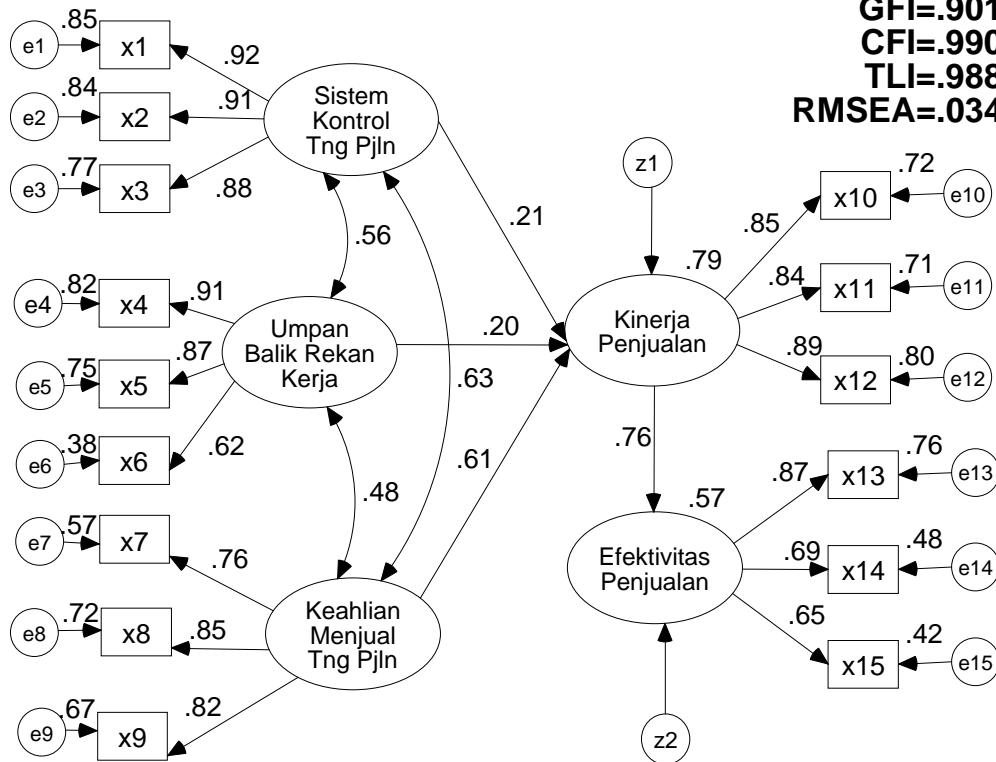 GFI=.901
CFI=.990
TLI=.988
RMSEA=.034
e1
.85
x1
.92
e2
.84
x2
.91
e3
.77
x3
.88
Sistem
Kontrol
Tng Pjln
.56
.21
e4
.82
x4
.91
e5
.75
x5
.87
e6
.38
x6
.62
Umpan
Balik Rekan
Kerja
.20
.63
.48
.61
e7
.57
x7
.76
e8
.72
x8
.85
e9
.67
x9
.82
Keahlian
Menjual
Tng Pjln
z1
.79
Kinerja
Penjualan
.85
x10
.72
e10
.84
x11
.71
e11
.89
x12
.80
e12
.76
.57
Efektivitas
Penjualan
.87
x13
.76
e13
.69
x14
.48
e14
.65
x15
.42
e15
z2